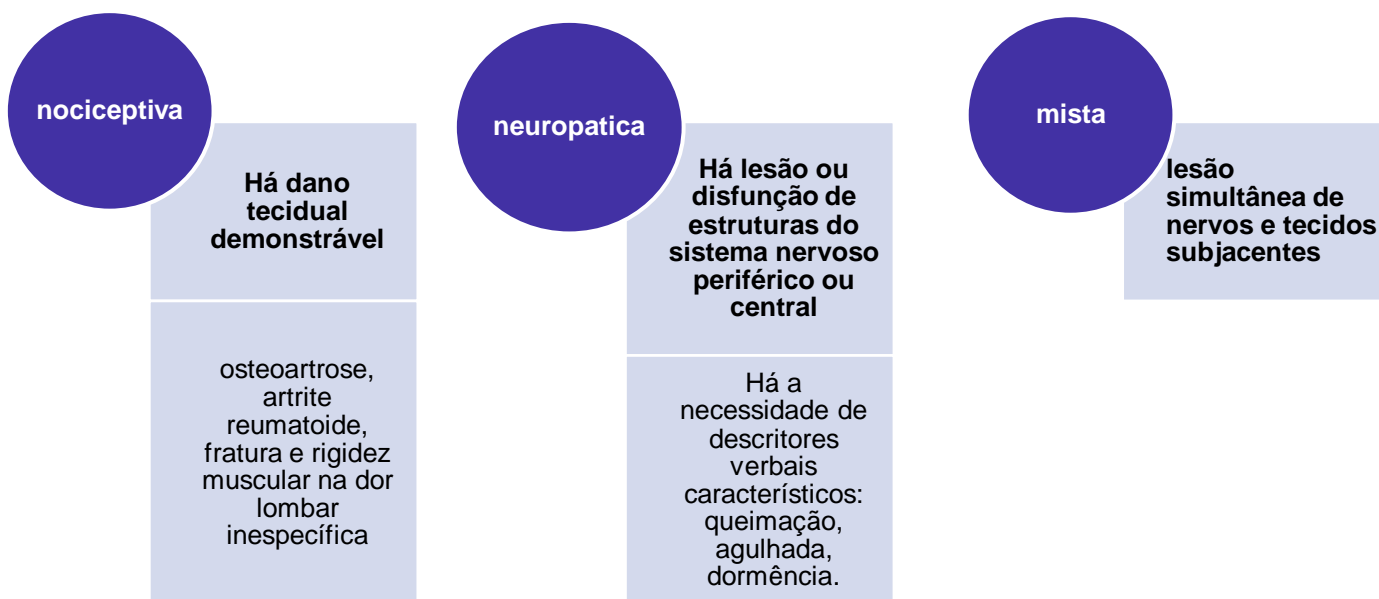 nociceptiva
Há dano
tecidual
demonstrável
osteoartrose,
artrite
reumatoide,
fratura e rigidez
muscular na dor
lombar
inespecífica
neuropatica
Há lesão ou
disfunção de
estruturas do
sistema nervoso
periférico ou
central
Há a
necessidade de
descritores
verbais
característicos:
queimação,
agulhada,
dormência.
mista
lesão
simultânea de
nervos e tecidos
subjacentes